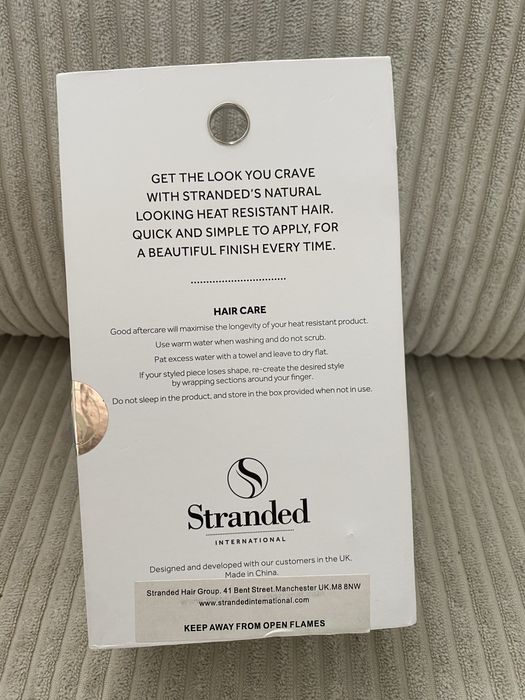 GET THE LOOK YOU CRAVE
WITH STRANDED'S NATURAL
LOOKING HEAT RESISTANT HAIR.
QUICK AND SIMPLE TO APPLY, FOR
A BEAUTIFUL FINISH EVERY TIME.
HAIR CARE
Good aftercare will maximise the longevity of your heat resistant product.
Use warm water when washing and do not scrub.
Pat excess water with a towel and leave to dry flat.
If your styled piece loses shape, re-create the desired style
by wrapping sections around your finger.
Do not sleep in the product, and store in the box provided when not in use.
Stranded
INTERNATIONAL
Designed and developed with our customers in the UK.
Made in China.
Stranded Hair Group. 41 Bent Street.Manchester UK.M8 8NW
www.strandedinternational.com
KEEP AWAY FROM OPEN FLAMES